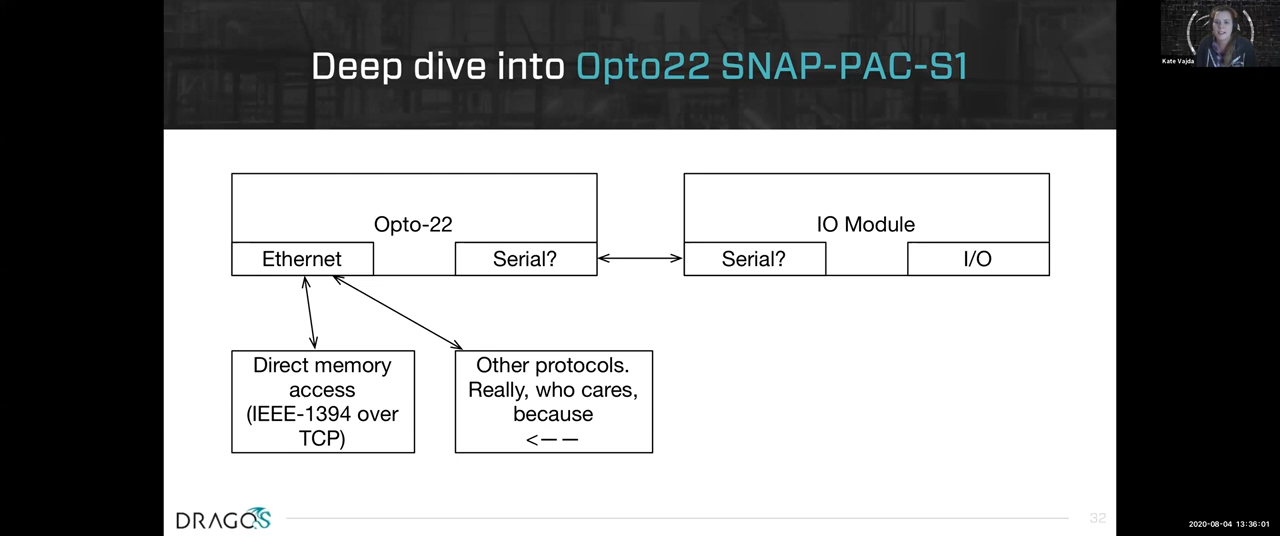 Deep dive into Opto22 SNAP-PAC-S1
Kate Vajda
Opto-22
IO Module
Ethernet
Serial?
Serial?
I/O
Direct memory
access
(IEEE-1394 over
TCP)
Other protocols.
Really, who cares,
because
<— —
DRAGOS
32
2020-08-04 13:36:01